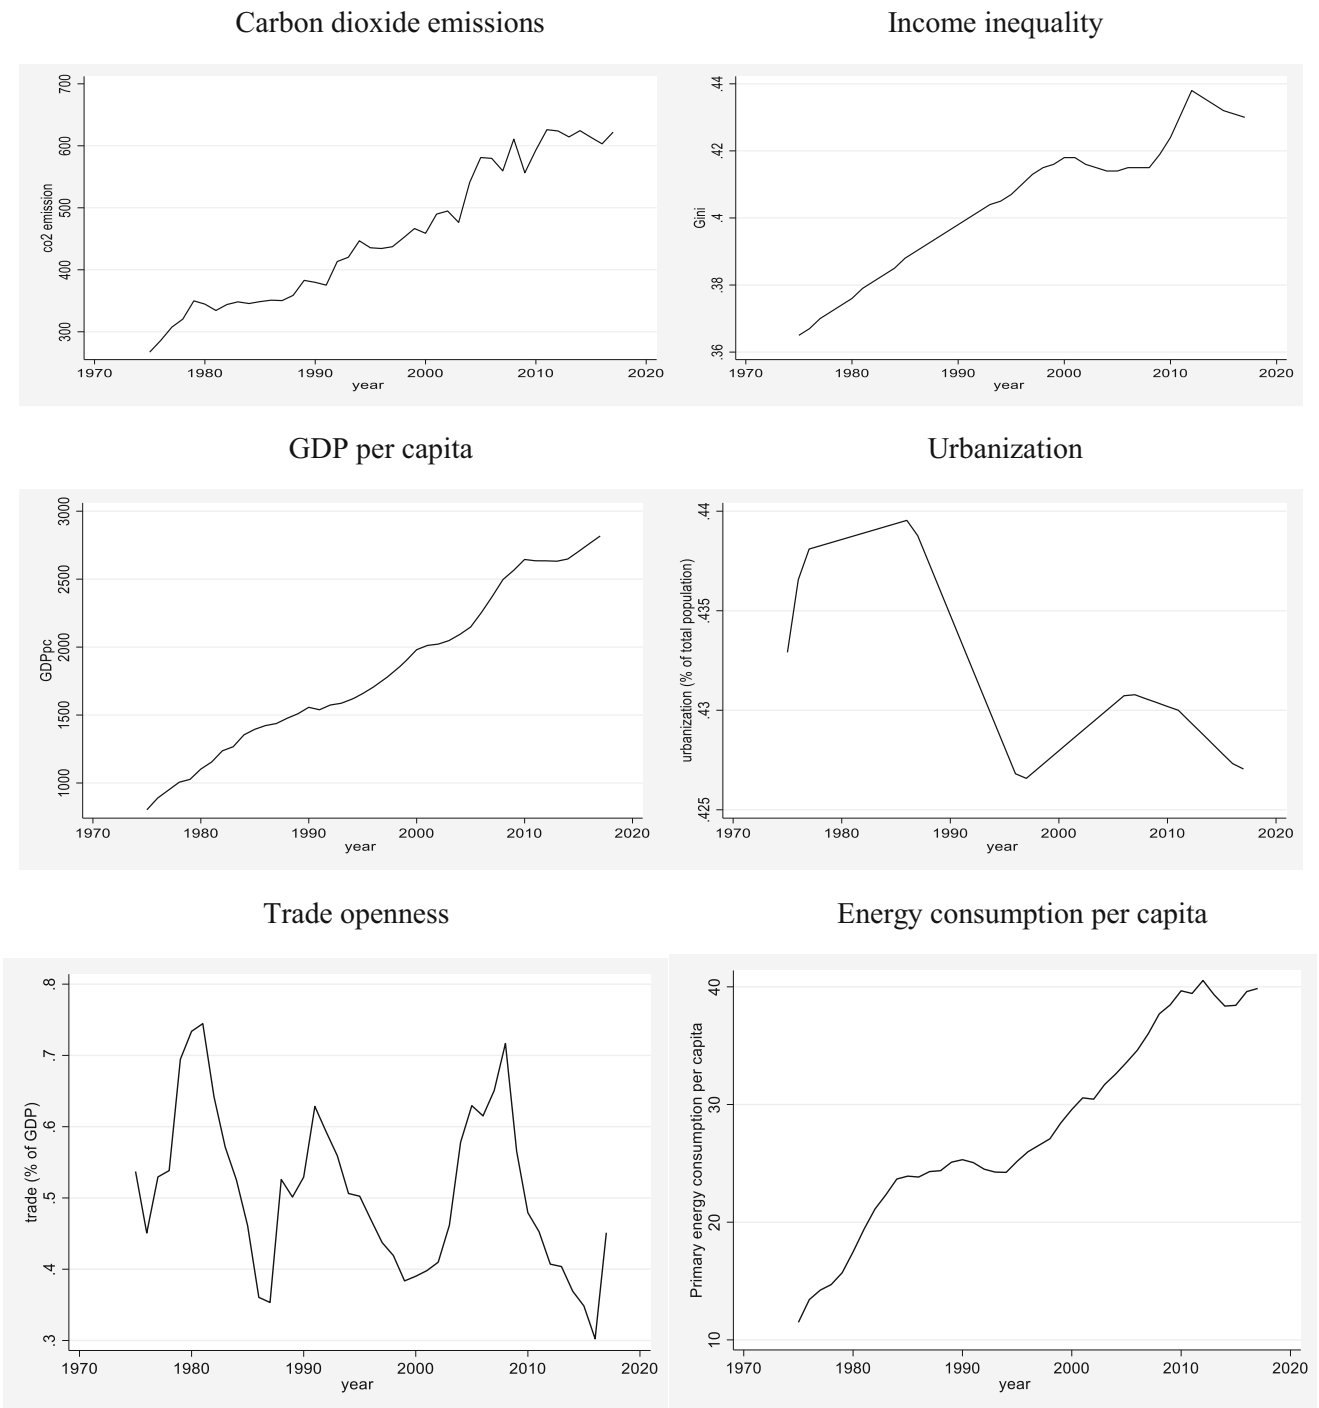 Carbon dioxide emissions
Income inequality
co2 emission
700
600
500
400
300
1970 1980 1990 2000 2010 2020
year
Gini
.44
.42
.4
.38
.36
1970 1980 1990 2000 2010 2020
year
GDP per capita
Urbanization
GDPpc
3000
2500
2000
1500
1000
1970 1980 1990 2000 2010 2020
year
urbanization (% of total population)
.44
.435
.43
.425
1970 1980 1990 2000 2010 2020
year
Trade openness
Energy consumption per capita
trade (% of GDP)
.8
.7
.6
.5
.4
.3
1970 1980 1990 2000 2010 2020
year
Primary energy consumption per capita
40
30
20
10
1970 1980 1990 2000 2010 2020
year